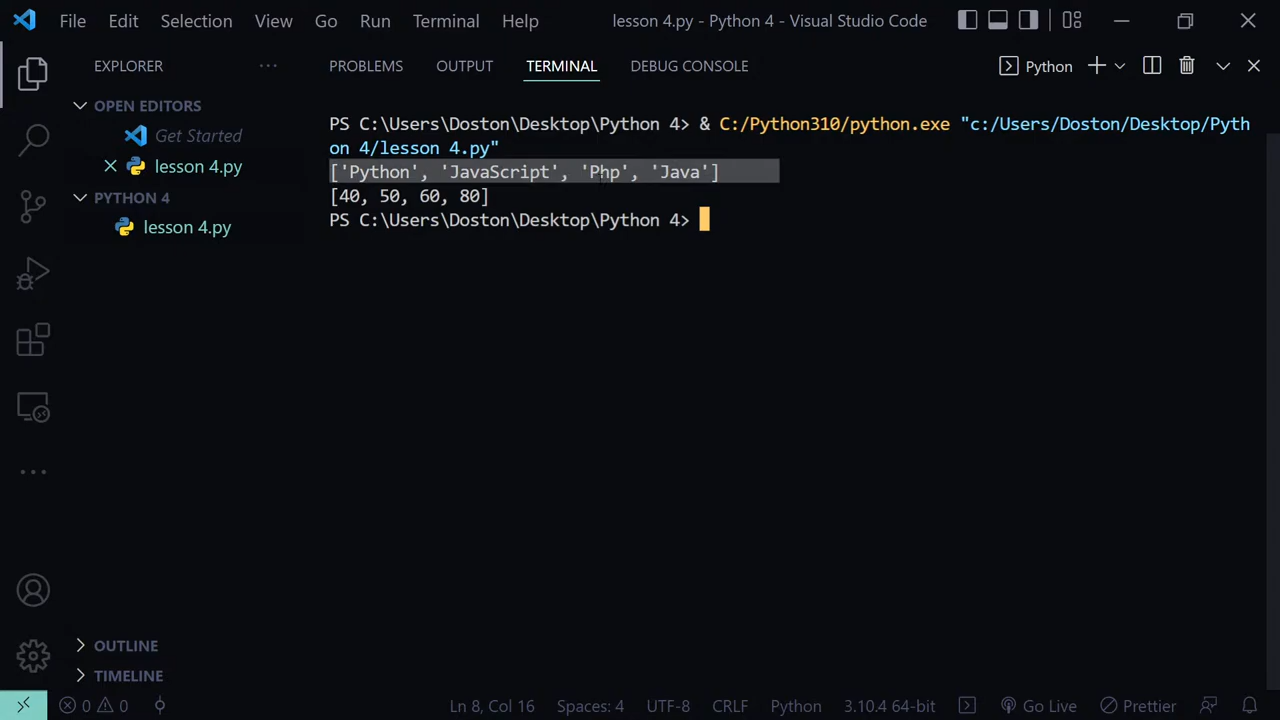 File Edit Selection View Go Run Terminal Help lesson 4.py - Python 4 - Visual Studio Code
EXPLORER
OPEN EDITORS
Get Started
lesson 4.py
PYTHON 4
lesson 4.py
OUTLINE
TIMELINE
PROBLEMS OUTPUT TERMINAL DEBUG CONSOLE Python
PS C:\Users\Doston\Desktop\Python 4> & C:/Python310/python.exe "c:/Users/Doston/Desktop/Pyth
on 4/lesson 4.py"
['Python', 'JavaScript', 'Php', 'Java']
[40, 50, 60, 80]
PS C:\Users\Doston\Desktop\Python 4>
0 0 Ln 8, Col 16 Spaces: 4 UTF-8 CRLF Python 3.10.4 64-bit Go Live Prettier